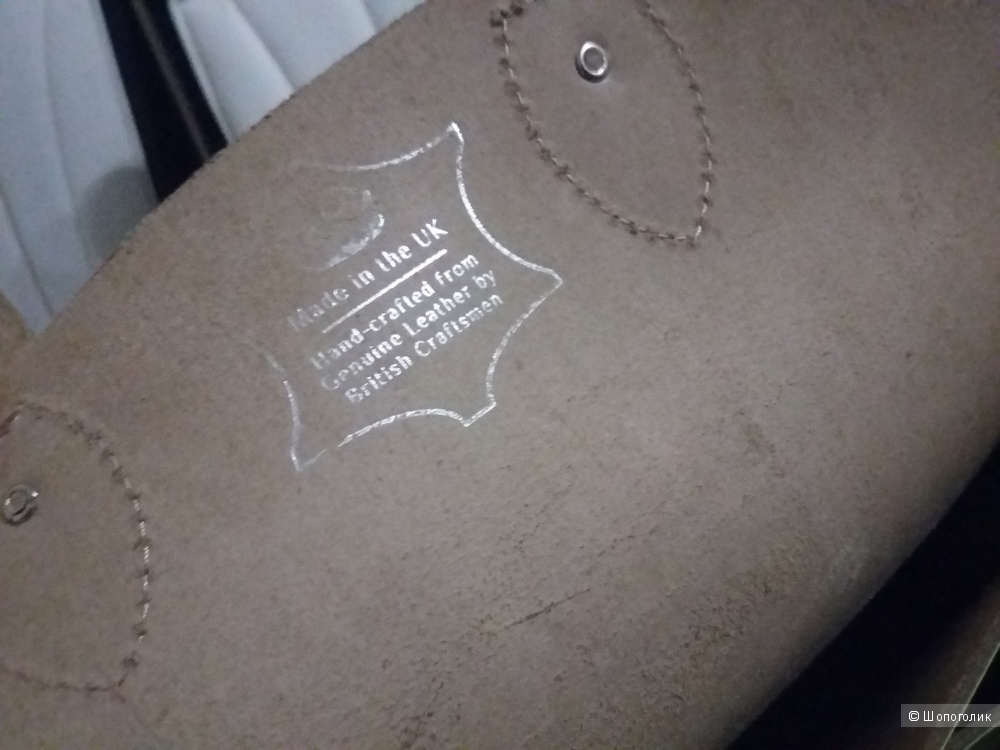 Made in the UK
Hand-crafted from
Genuine Leather by
British Craftsmen
© Шопоголик